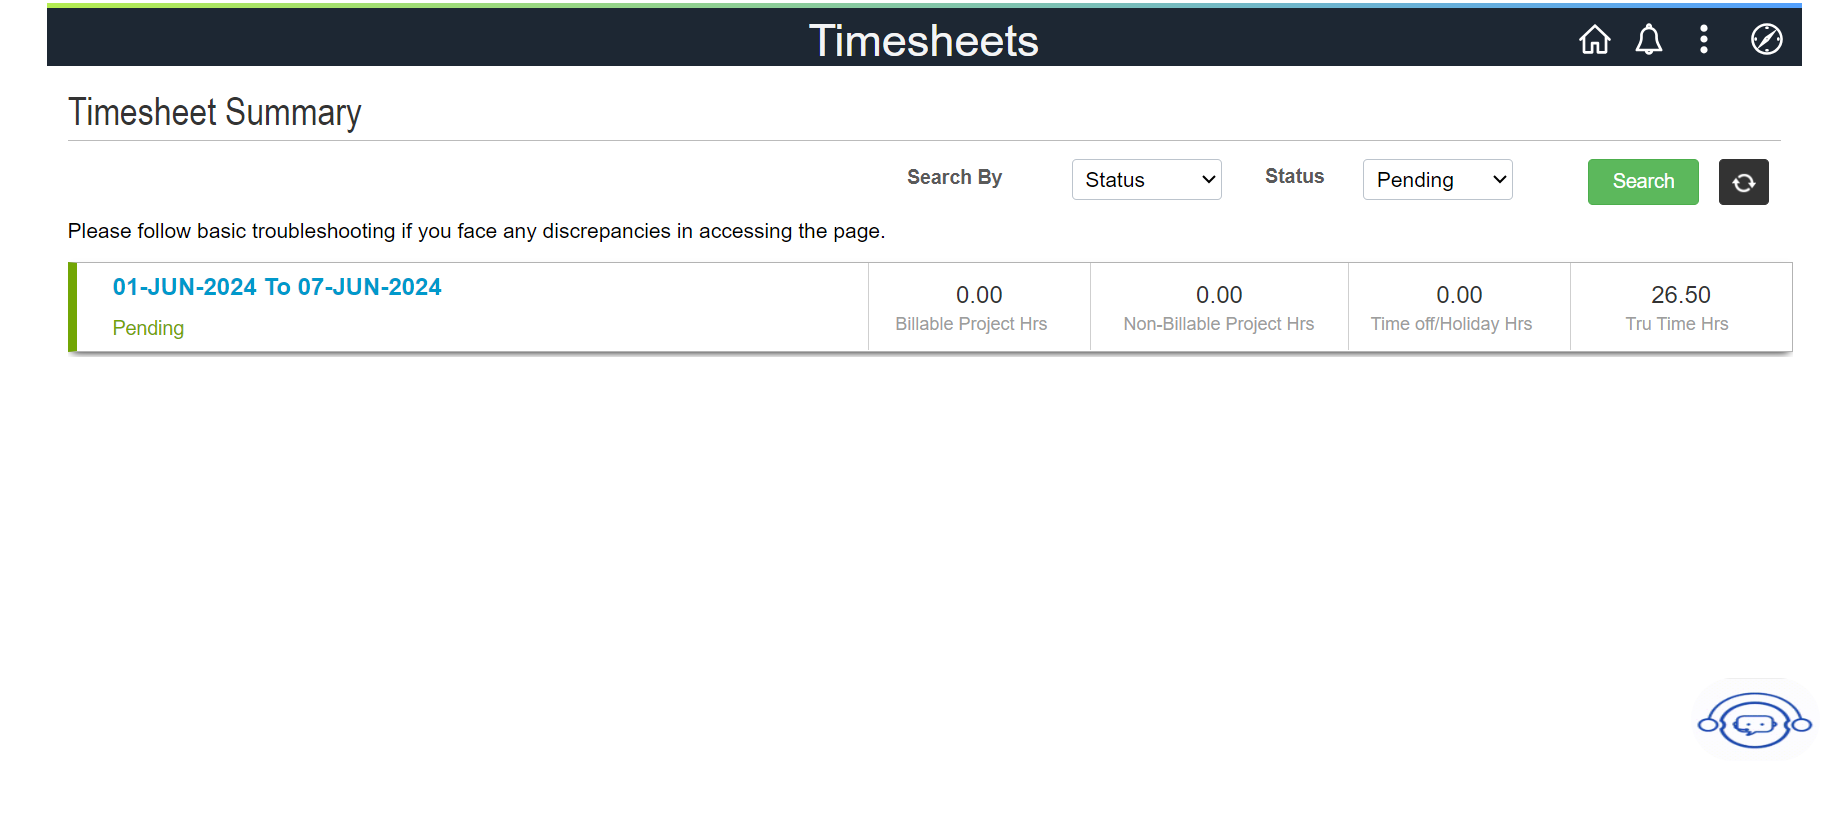 Timesheets
Timesheet Summary
Search By Status Status Pending Search
Please follow basic troubleshooting if you face any discrepancies in accessing the page.
01-JUN-2024 To 07-JUN-2024
Pending
0.00
Billable Project Hrs
0.00
Non-Billable Project Hrs
0.00
Time off/Holiday Hrs
26.50
Tru Time Hrs